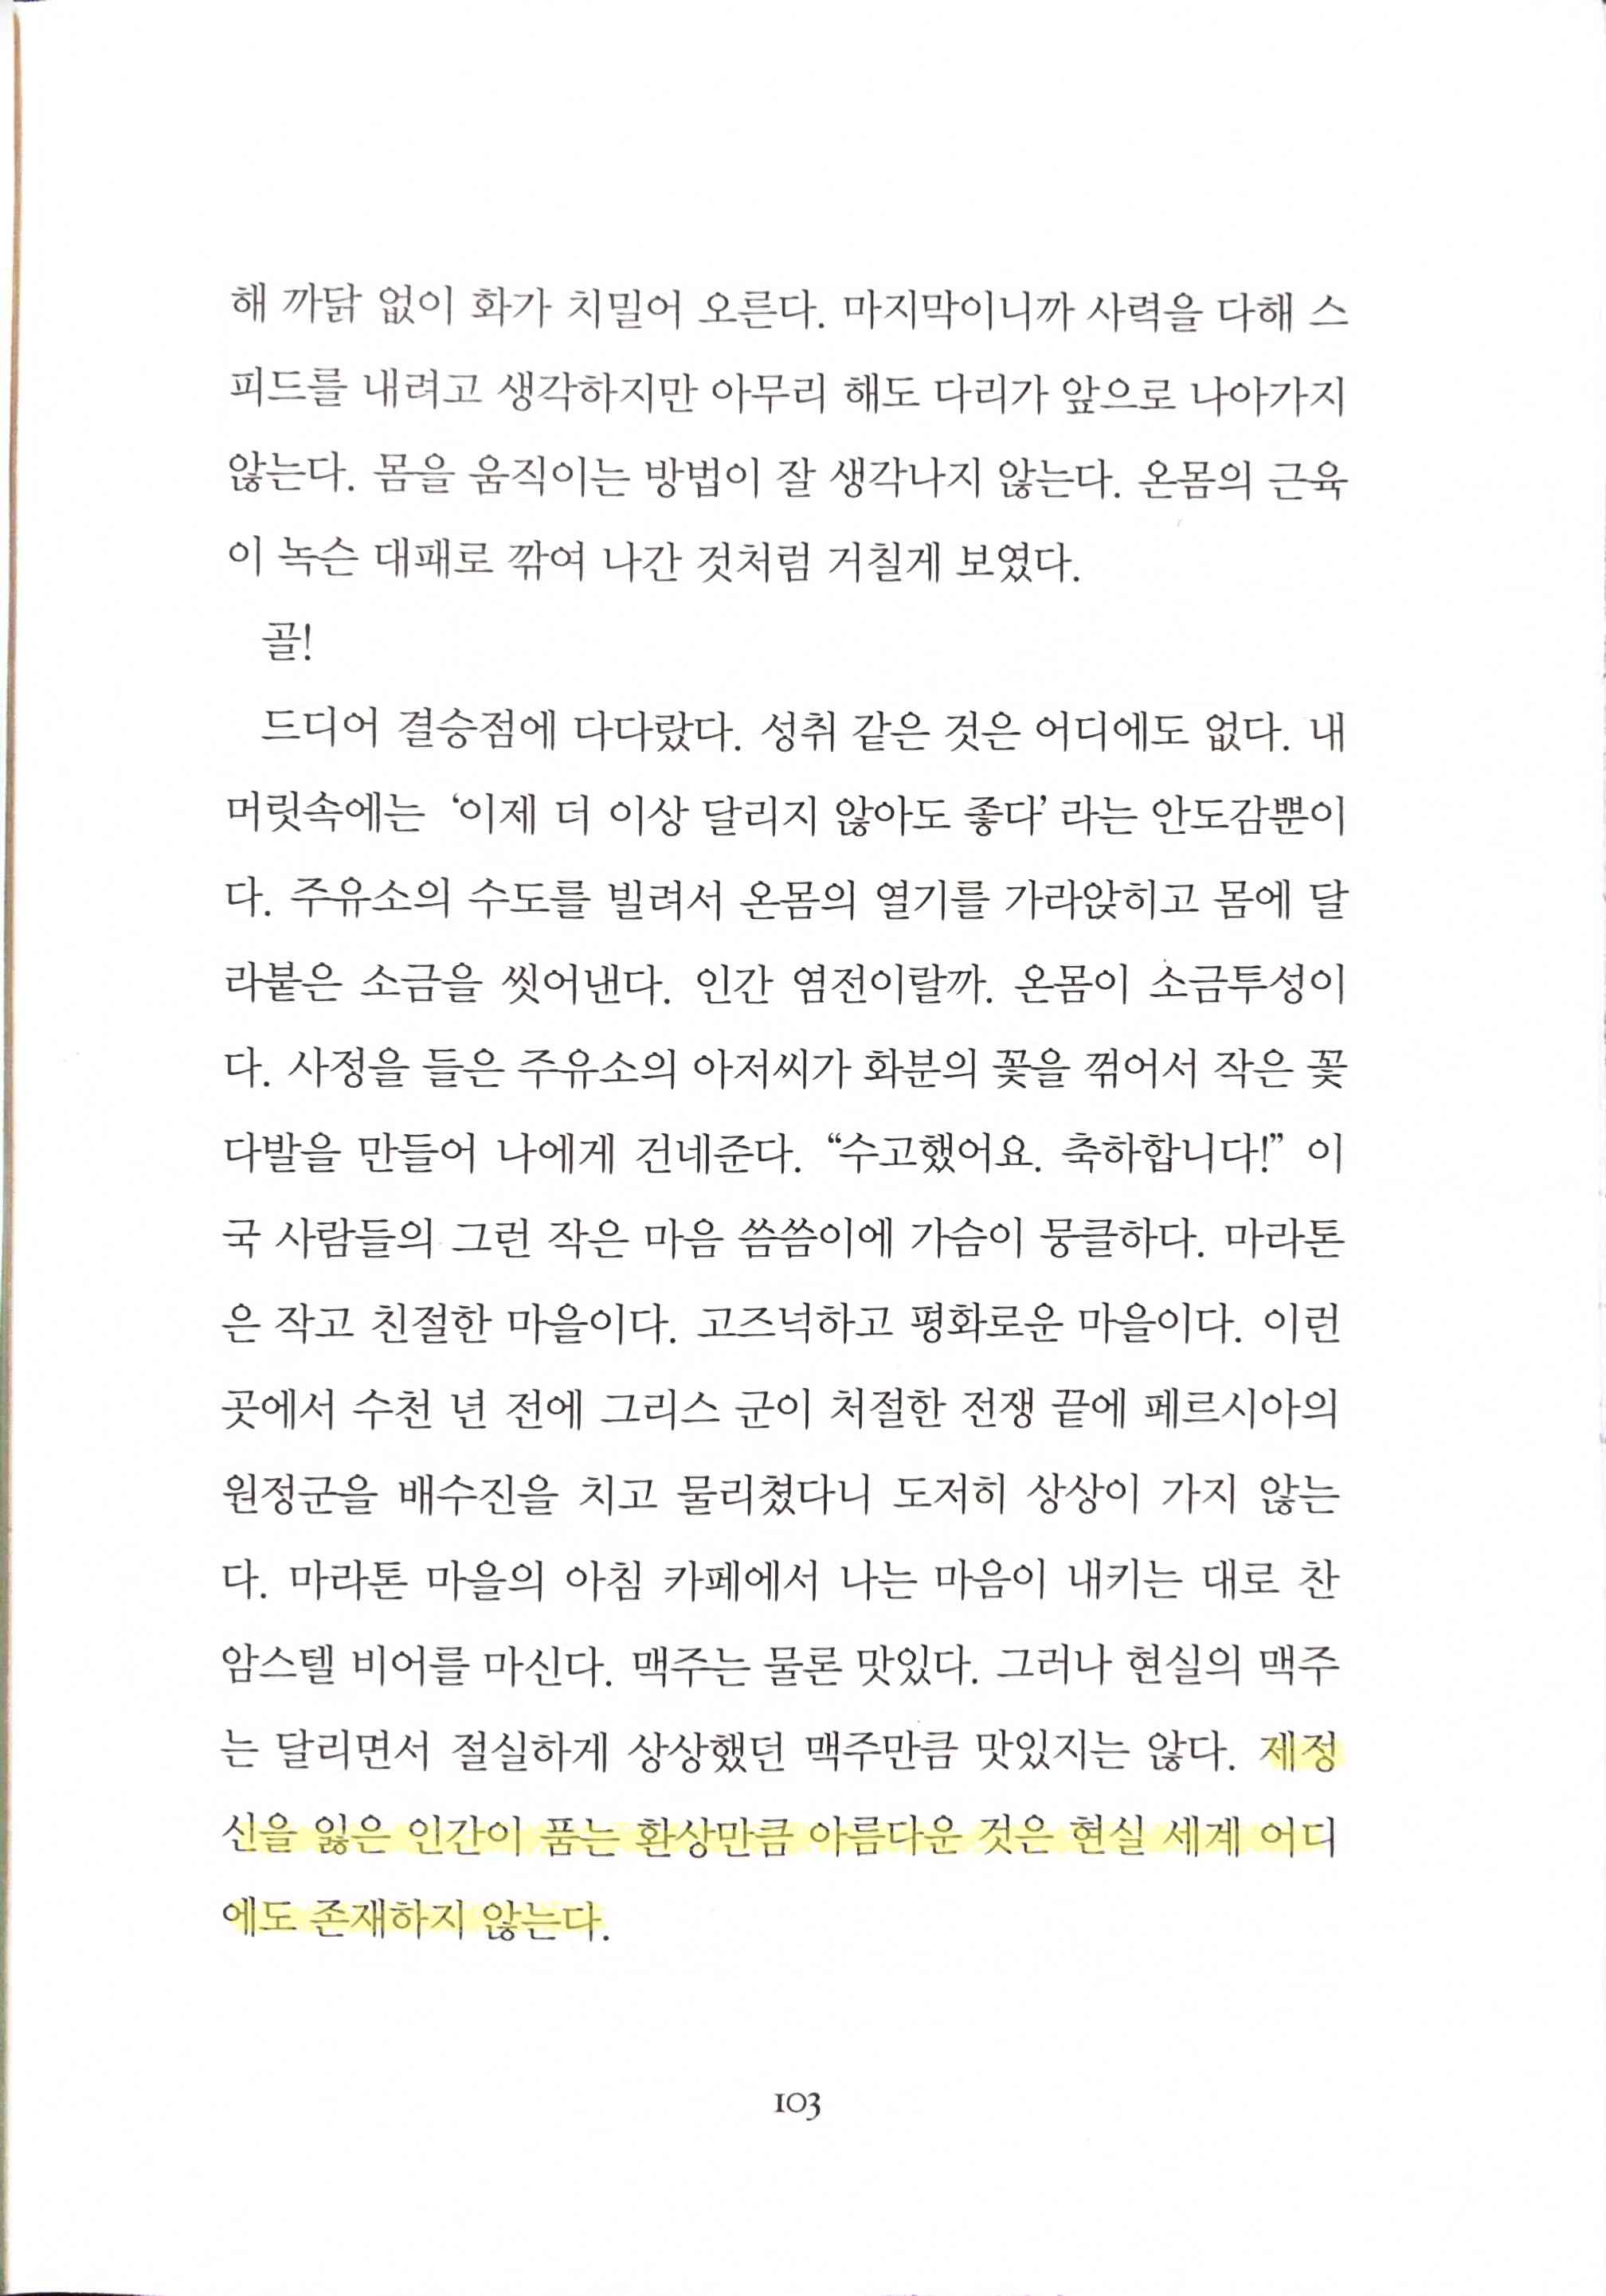 해 까닭 없이 화가 치밀어 오른다. 마지막이니까 사력을 다해 스
피드를 내려고 생각하지만 아무리 해도 다리가 앞으로 나아가지
않는다. 몸을 움직이는 방법이 잘 생각나지 않는다. 온몸의 근육
이 녹슨 대패로 깎여 나간 것처럼 거칠게 보였다.
골!
드디어 결승점에 다다랐다. 성취 같은 것은 어디에도 없다. 내
머릿속에는 ‘이제 더 이상 달리지 않아도 좋다’ 라는 안도감뿐이
다. 주유소의 수도를 빌려서 온몸의 열기를 가라앉히고 몸에 달
라붙은 소금을 씻어낸다. 인간 염전이랄까. 온몸이 소금투성이
다. 사정을 들은 주유소의 아저씨가 화분의 꽃을 꺾어서 작은 꽃
다발을 만들어 나에게 건네준다. “수고했어요. 축하합니다!” 이
국 사람들의 그런 작은 마음 씀씀이에 가슴이 뭉클하다. 마라톤
은 작고 친절한 마을이다. 고즈넉하고 평화로운 마을이다. 이런
곳에서 수천 년 전에 그리스 군이 처절한 전쟁 끝에 페르시아의
원정군을 배수진을 치고 물리쳤다니 도저히 상상이 가지 않는
다. 마라톤 마을의 아침 카페에서 나는 마음이 내키는 대로 찬
암스텔 비어를 마신다. 맥주는 물론 맛있다. 그러나 현실의 맥주
는 달리면서 절실하게 상상했던 맥주만큼 맛있지는 않다. 제정
신을 잃은 인간이 품는 환상만큼 아름다운 것은 현실 세계 어디
에도 존재하지 않는다.
103